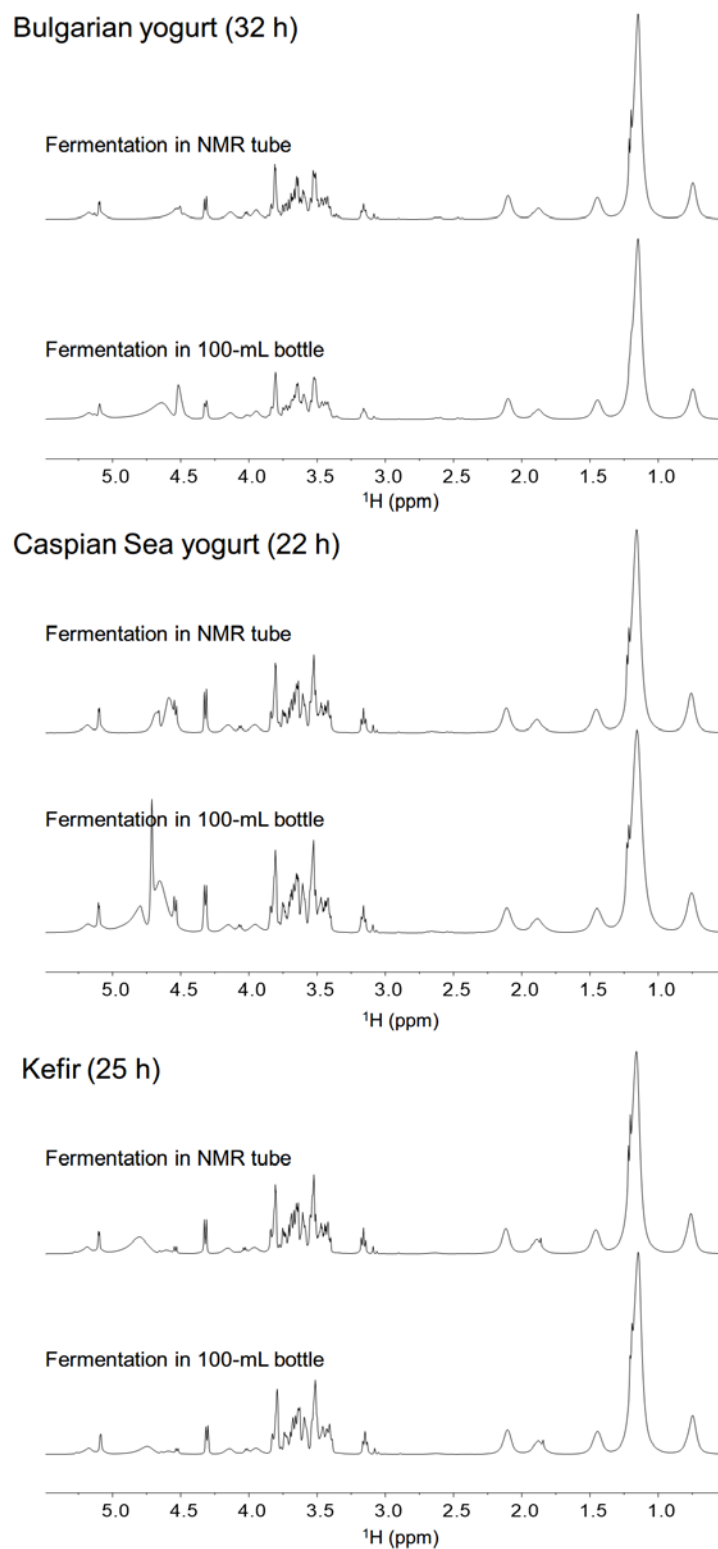 Bulgarian yogurt (32 h)
Fermentation in NMR tube
Fermentation in 100-mL bottle
5.0 4.5 4.0 3.5 3.0 2.5 2.0 1.5 1.0
¹H (ppm)
Caspian Sea yogurt (22 h)
Fermentation in NMR tube
Fermentation in 100-mL bottle
5.0 4.5 4.0 3.5 3.0 2.5 2.0 1.5 1.0
¹H (ppm)
Kefir (25 h)
Fermentation in NMR tube
Fermentation in 100-mL bottle
5.0 4.5 4.0 3.5 3.0 2.5 2.0 1.5 1.0
¹H (ppm)